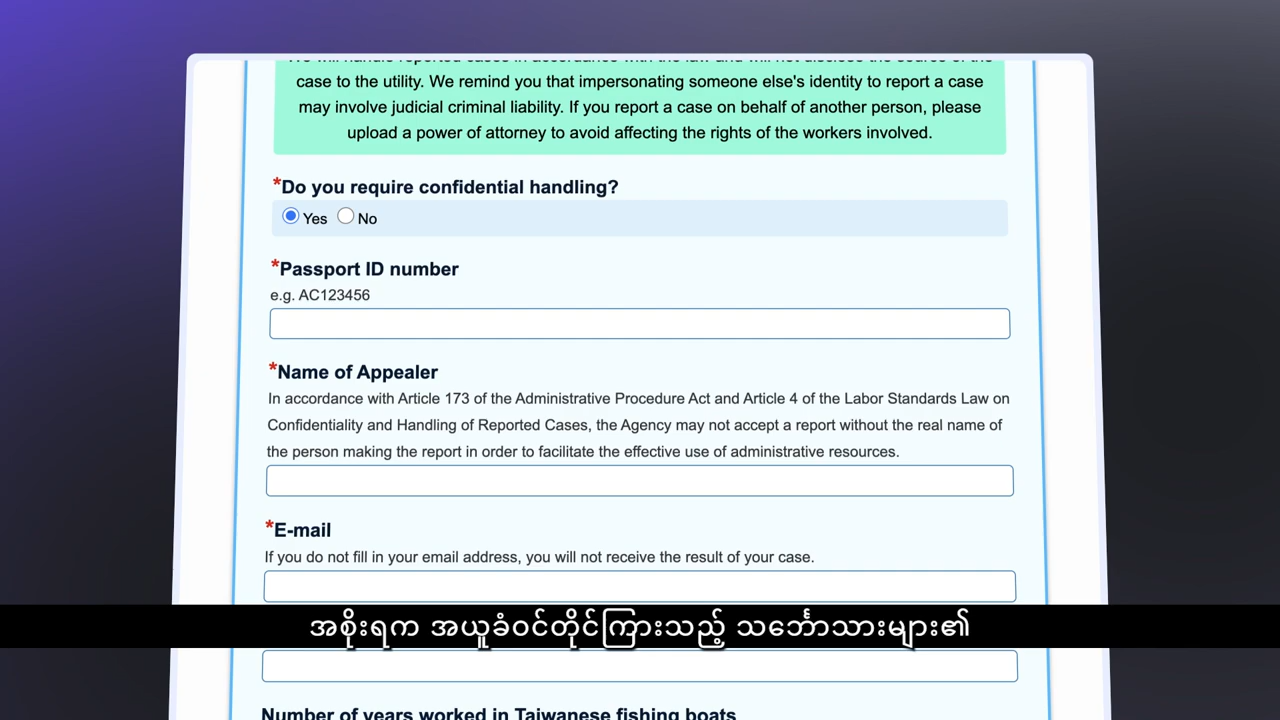 case to the utility. We remind you that impersonating someone else's identity to report a case
may involve judicial criminal liability. If you report a case on behalf of another person, please
upload a power of attorney to avoid affecting the rights of the workers involved.
*Do you require confidential handling?
Yes No
*Passport ID number
e.g. AC123456
*Name of Appealer
In accordance with Article 173 of the Administrative Procedure Act and Article 4 of the Labor Standards Law on
Confidentiality and Handling of Reported Cases, the Agency may not accept a report without the real name of
the person making the report in order to facilitate the effective use of administrative resources.
*E-mail
If you do not fill in your email address, you will not receive the result of your case.
အစိုးရက အယူခံဝင်တိုင်ကြားသည့် သင်္ဘောသားများ၏
Number of years worked in Taiwanese fishing boats